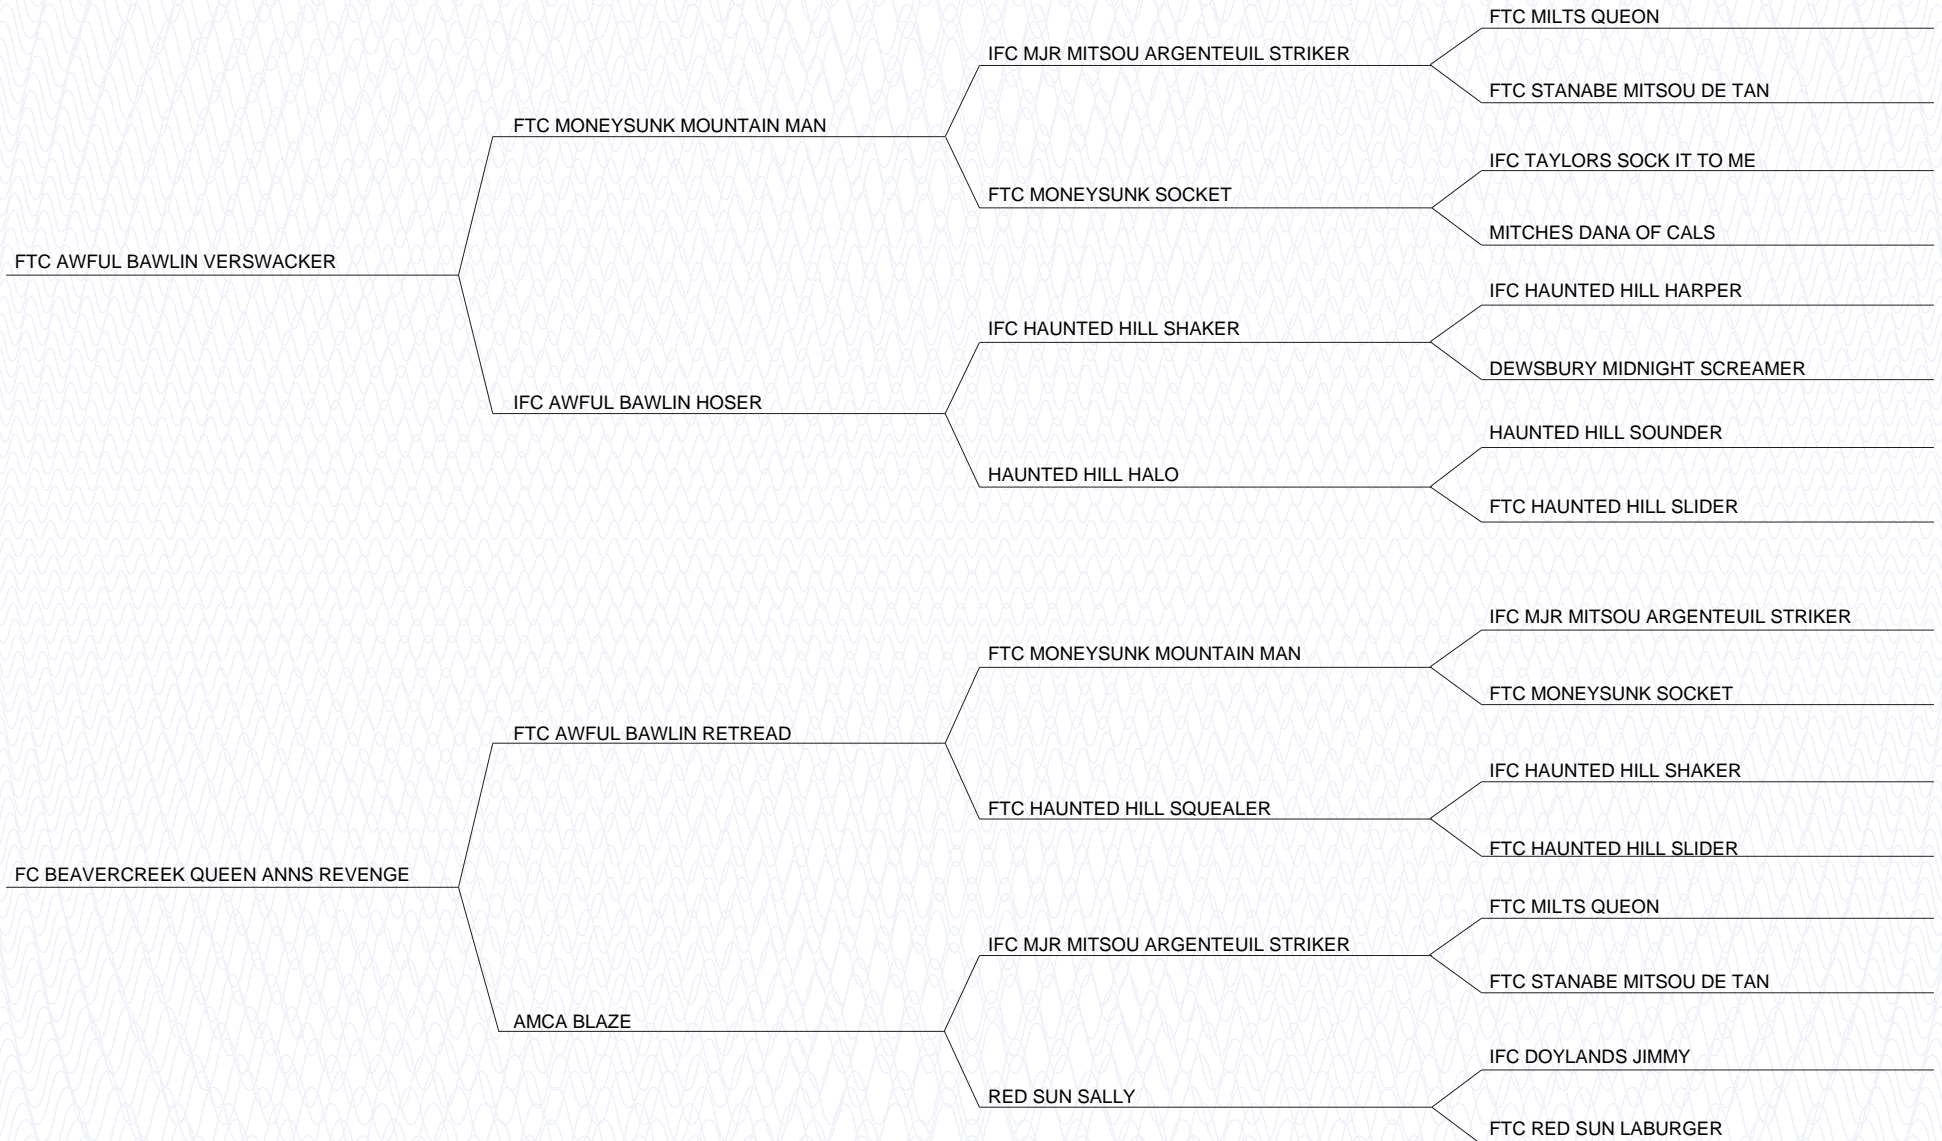 FTC MILTS QUEON
IFC MJR MITSOU ARGENTEUIL STRIKER
FTC STANABE MITSOU DE TAN
FTC MONEYSUNK MOUNTAIN MAN
IFC TAYLORS SOCK IT TO ME
FTC MONEYSUNK SOCKET
MITCHES DANA OF CALS
FTC AWFUL BAWLIN VERSWACKER
IFC HAUNTED HILL HARPER
IFC HAUNTED HILL SHAKER
DEWSBURY MIDNIGHT SCREAMER
IFC AWFUL BAWLIN HOSER
HAUNTED HILL SOUNDER
HAUNTED HILL HALO
FTC HAUNTED HILL SLIDER
IFC MJR MITSOU ARGENTEUIL STRIKER
FTC MONEYSUNK MOUNTAIN MAN
FTC MONEYSUNK SOCKET
FTC AWFUL BAWLIN RETREAD
IFC HAUNTED HILL SHAKER
FTC HAUNTED HILL SQUEALER
FTC HAUNTED HILL SLIDER
FC BEAVERCREEK QUEEN ANNS REVENGE
FTC MILTS QUEON
IFC MJR MITSOU ARGENTEUIL STRIKER
FTC STANABE MITSOU DE TAN
AMCA BLAZE
IFC DOYLANDS JIMMY
RED SUN SALLY
FTC RED SUN LABURGER